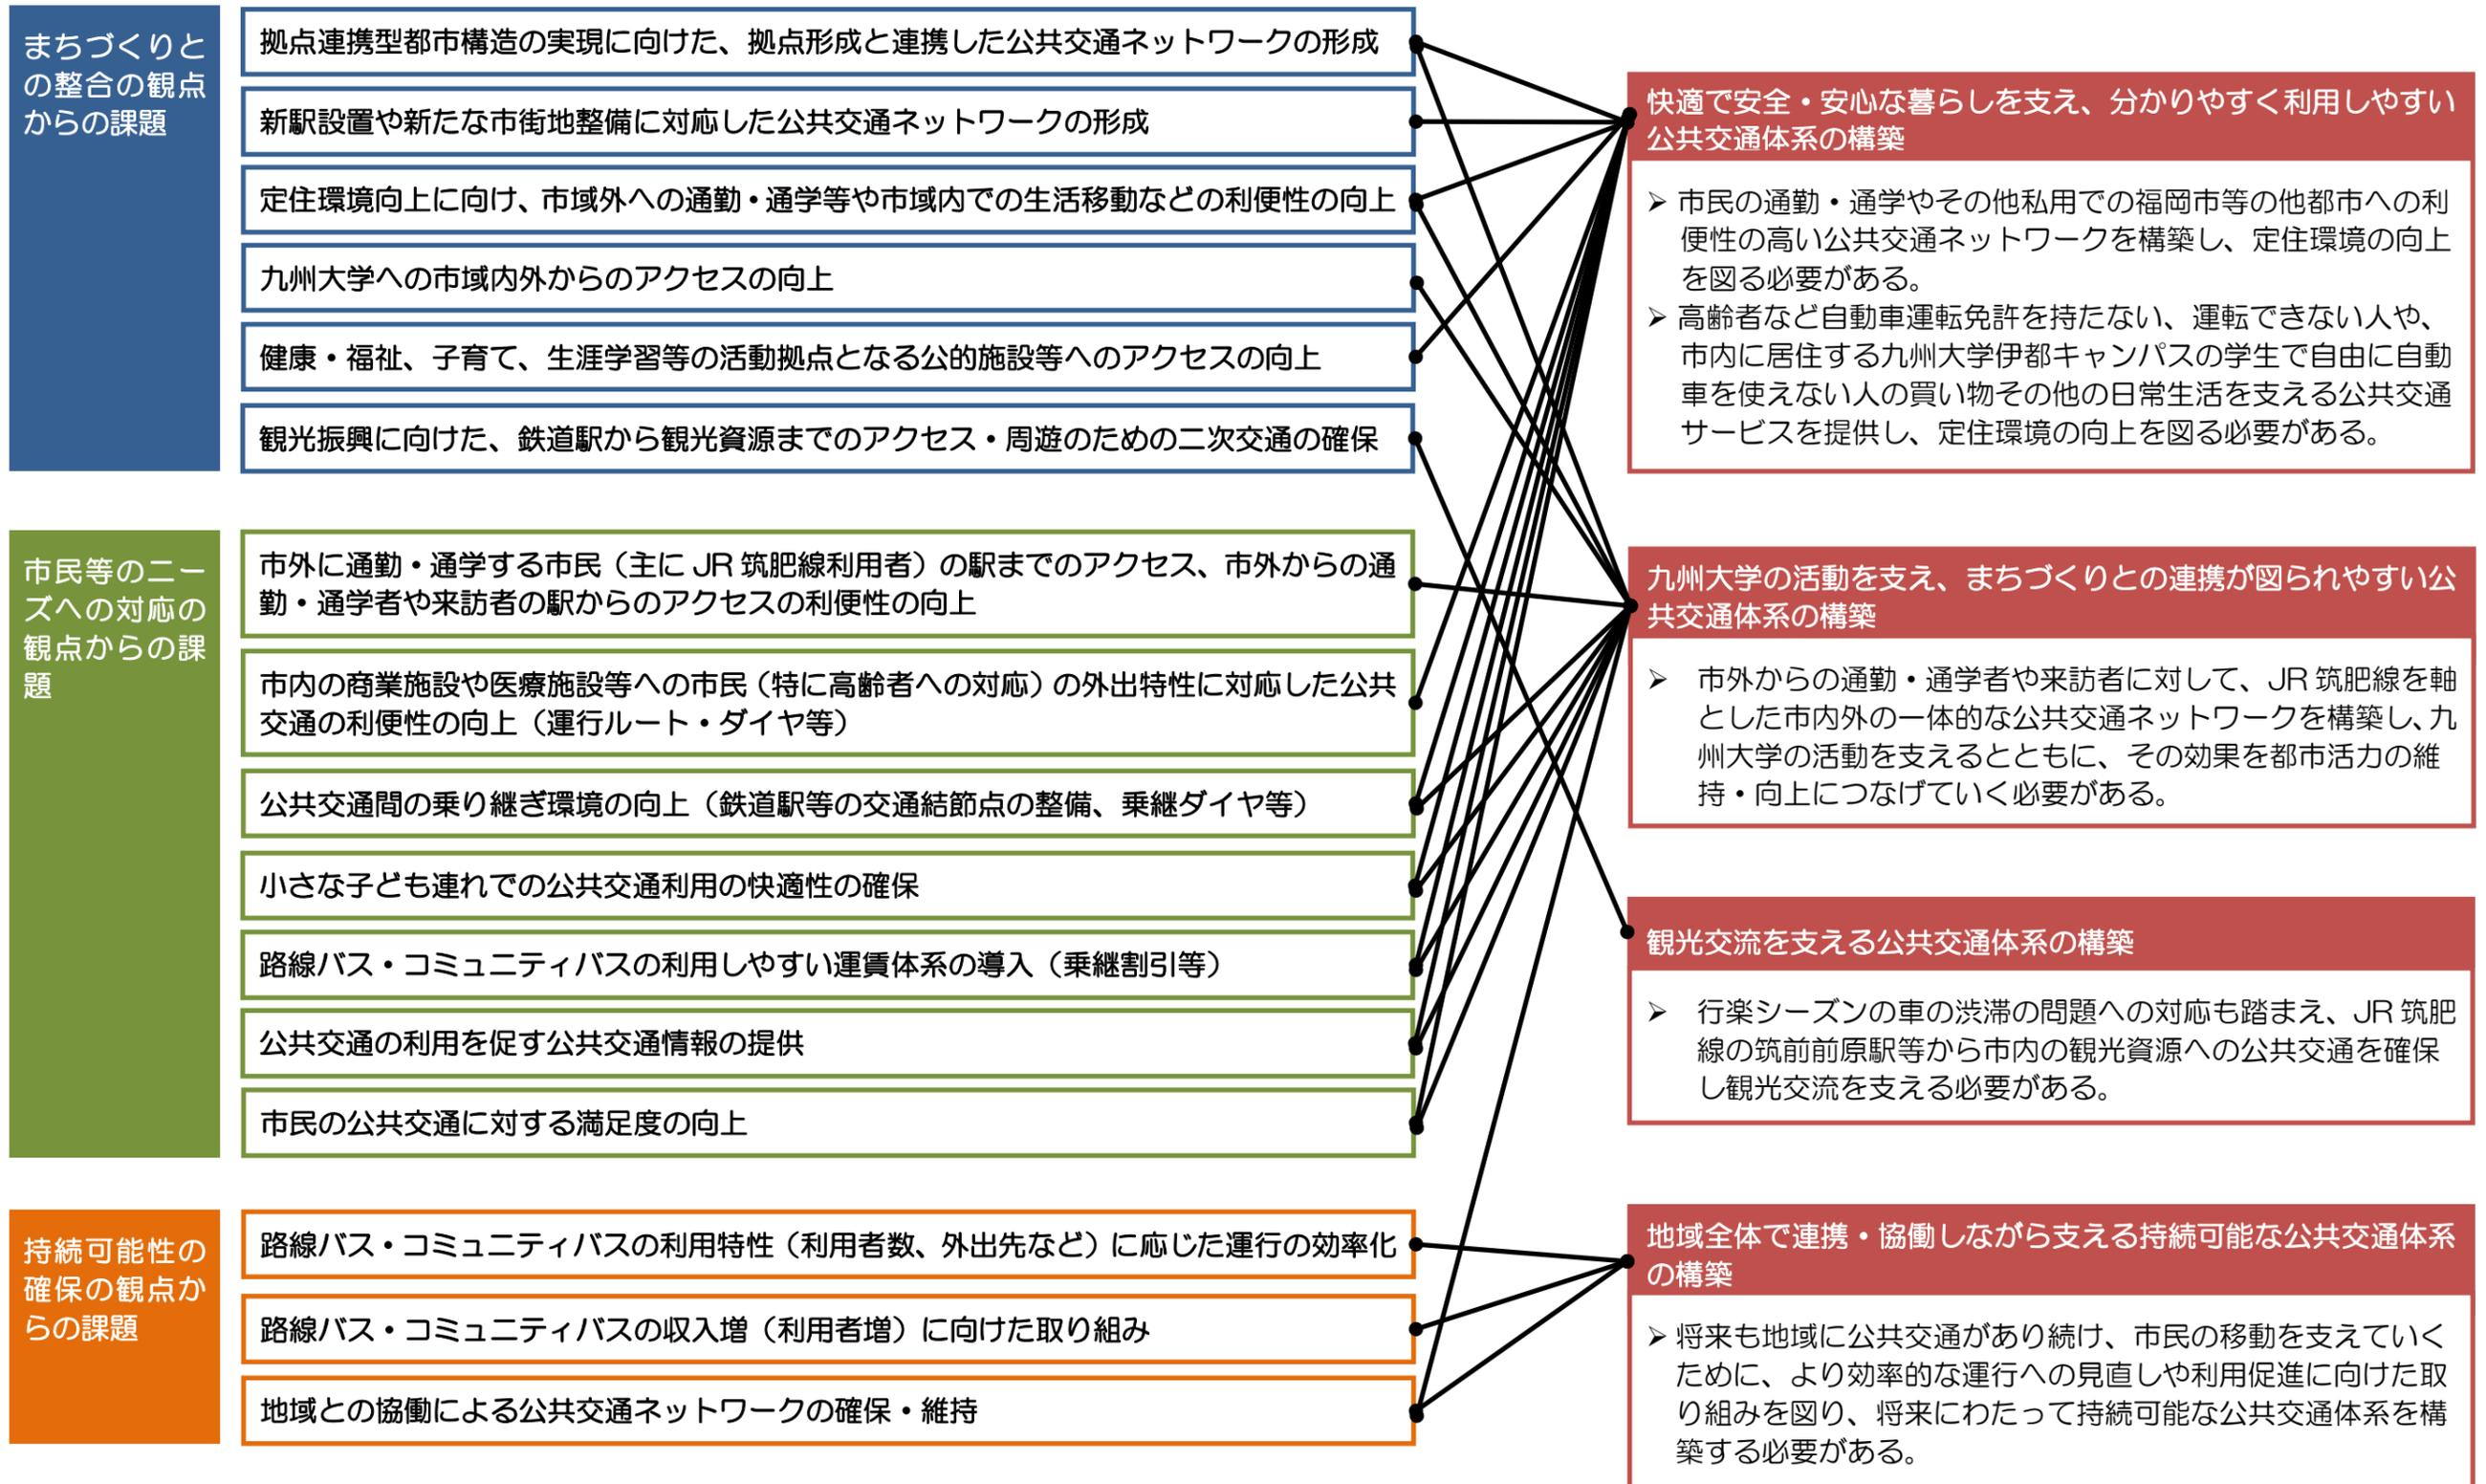 まちづくりと
の整合の観点
からの課題
拠点連携型都市構造の実現に向けた、拠点形成と連携した公共交通ネットワークの形成
新駅設置や新たな市街地整備に対応した公共交通ネットワークの形成
定住環境向上に向け、市域外への通勤・通学等や市域内での生活移動などの利便性の向上
九州大学への市域内外からのアクセスの向上
健康・福祉、子育て、生涯学習等の活動拠点となる公的施設等へのアクセスの向上
観光振興に向けた、鉄道駅から観光資源までのアクセス・周遊のための二次交通の確保
市民等のニー
ズへの対応の
観点からの課
題
市外に通勤・通学する市民（主に JR 筑肥線利用者）の駅までのアクセス、市外からの通
勤・通学者や来訪者の駅からのアクセスの利便性の向上
市内の商業施設や医療施設等への市民（特に高齢者への対応）の外出特性に対応した公共
交通の利便性の向上（運行ルート・ダイヤ等）
公共交通間の乗り継ぎ環境の向上（鉄道駅等の交通結節点の整備、乗継ダイヤ等）
小さな子ども連れでの公共交通利用の快適性の確保
路線バス・コミュニティバスの利用しやすい運賃体系の導入（乗継割引等）
公共交通の利用を促す公共交通情報の提供
市民の公共交通に対する満足度の向上
持続可能性の
確保の観点か
らの課題
路線バス・コミュニティバスの利用特性（利用者数、外出先など）に応じた運行の効率化
路線バス・コミュニティバスの収入増（利用者増）に向けた取り組み
地域との協働による公共交通ネットワークの確保・維持
快適で安全・安心な暮らしを支え、分かりやすく利用しやすい
公共交通体系の構築
➢ 市民の通勤・通学やその他私用での福岡市等の他都市への利
便性の高い公共交通ネットワークを構築し、定住環境の向上
を図る必要がある。
➢ 高齢者など自動車運転免許を持たない、運転できない人や、
市内に居住する九州大学伊都キャンパスの学生で自由に自動
車を使えない人の買い物その他の日常生活を支える公共交通
サービスを提供し、定住環境の向上を図る必要がある。
九州大学の活動を支え、まちづくりとの連携が図られやすい公
共交通体系の構築
➢ 市外からの通勤・通学者や来訪者に対して、JR 筑肥線を軸
とした市内外の一体的な公共交通ネットワークを構築し、九
州大学の活動を支えるとともに、その効果を都市活力の維
持・向上につなげていく必要がある。
観光交流を支える公共交通体系の構築
➢ 行楽シーズンの車の渋滞の問題への対応も踏まえ、JR 筑肥
線の筑前前原駅等から市内の観光資源への公共交通を確保
し観光交流を支える必要がある。
地域全体で連携・協働しながら支える持続可能な公共交通体系
の構築
➢ 将来も地域に公共交通があり続け、市民の移動を支えていく
ために、より効率的な運行への見直しや利用促進に向けた取
り組みを図り、将来にわたって持続可能な公共交通体系を構
築する必要がある。